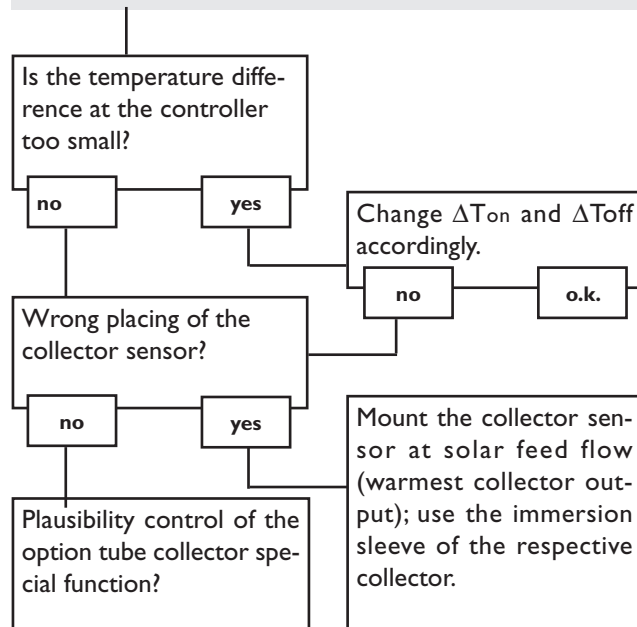 Is the temperature diffe-
rence at the controller
too small?
no
yes
Change ΔTon and ΔToff
accordingly.
no
o.k.
Wrong placing of the
collector sensor?
no
yes
Mount the collector sen-
sor at solar feed flow
(warmest collector out-
put); use the immersion
sleeve of the respective
collector.
Plausibility control of the
option tube collector spe-
cial function?